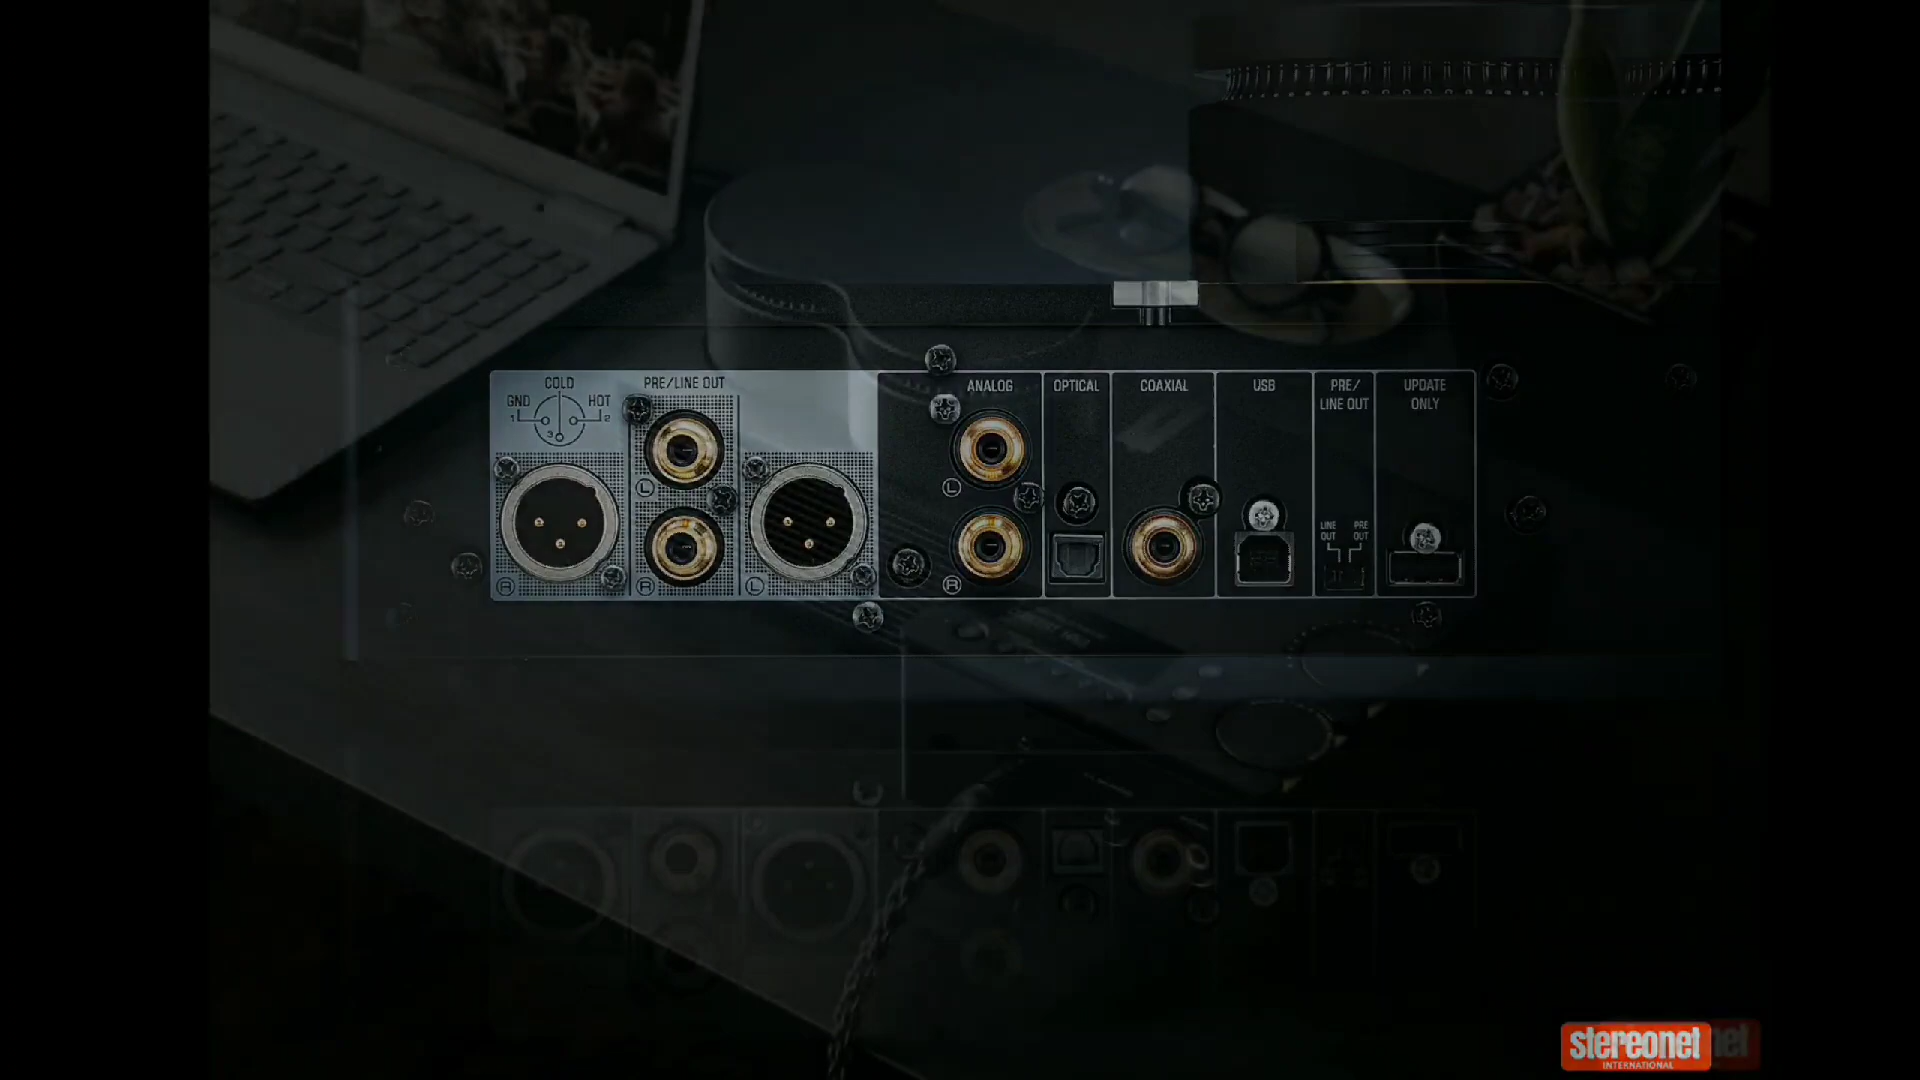 COLD
GND
HOT
1
2
3
PRE/LINE OUT
L
R
R
L
ANALOG
L
R
OPTICAL
COAXIAL
USB
PRE/
LINE OUT
LINE
OUT
PRE
OUT
UPDATE
ONLY
stereonet
INTERNATIONAL